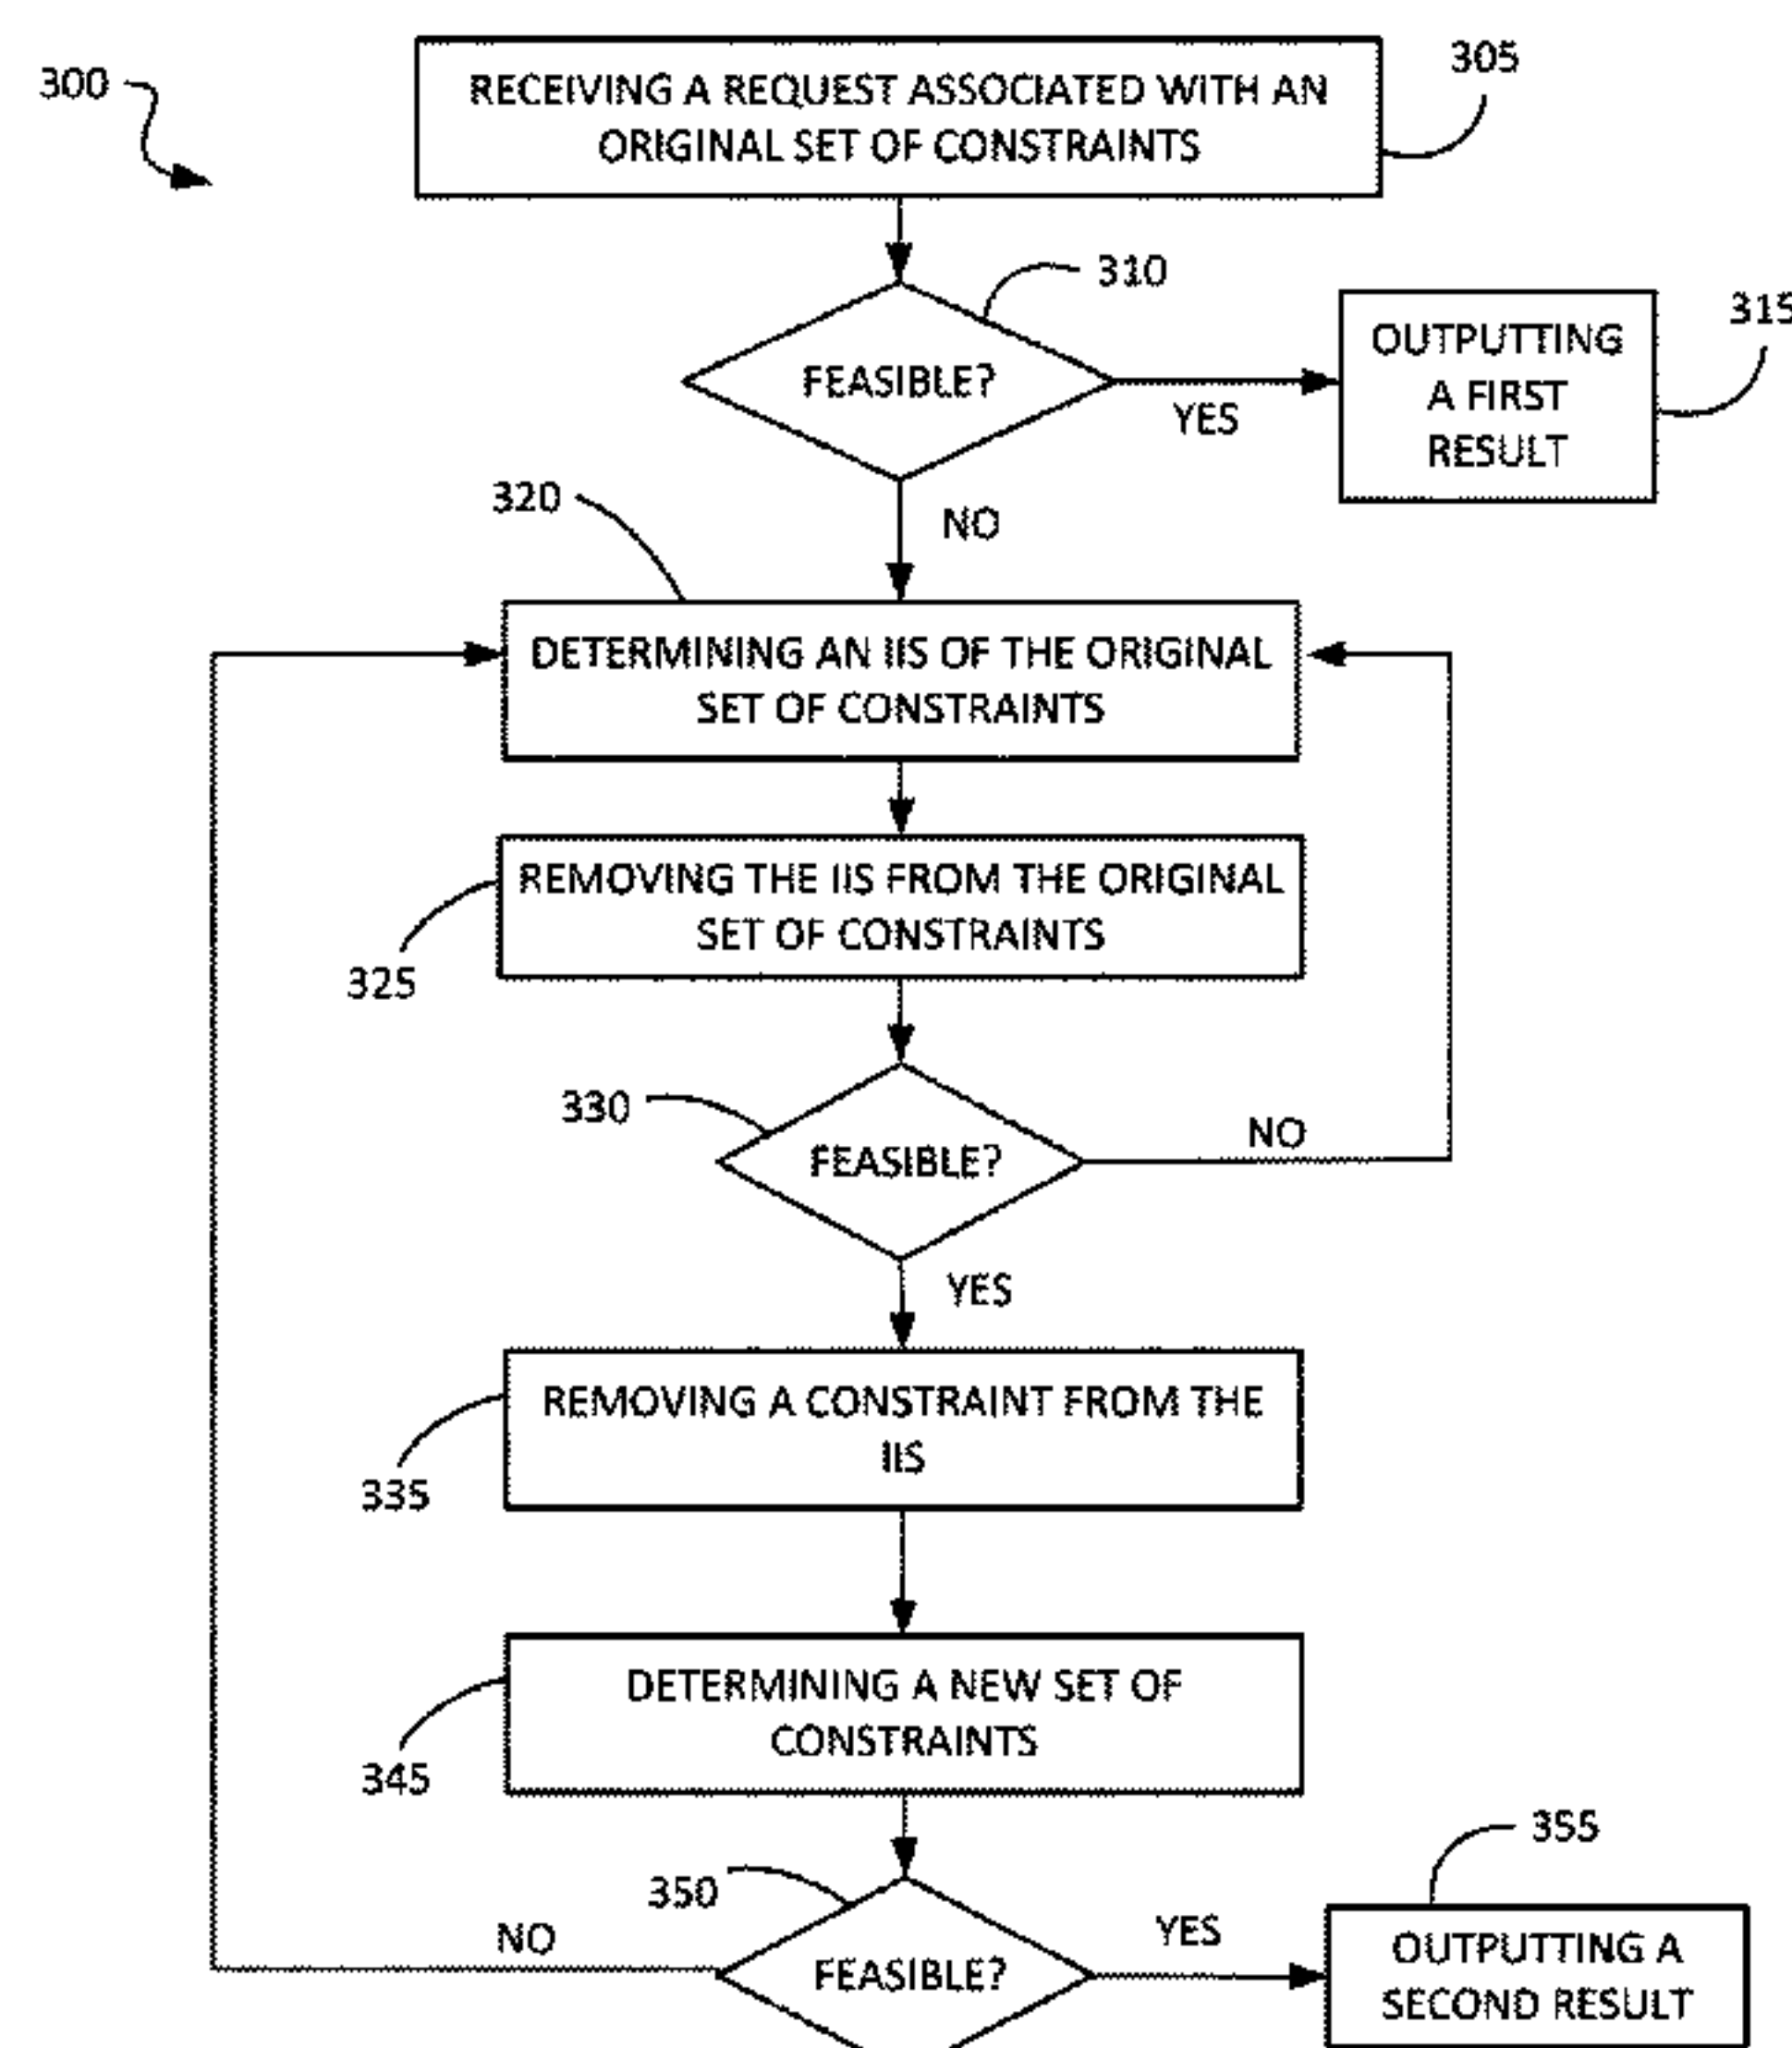 300
RECEIVING A REQUEST ASSOCIATED WITH AN
ORIGINAL SET OF CONSTRAINTS
305
310
FEASIBLE?
YES
OUTPUTTING
A FIRST
RESULT
315
NO
320
DETERMINING AN IIS OF THE ORIGINAL
SET OF CONSTRAINTS
REMOVING THE IIS FROM THE ORIGINAL
SET OF CONSTRAINTS
325
330
FEASIBLE?
NO
YES
REMOVING A CONSTRAINT FROM THE
IIS
335
DETERMINING A NEW SET OF
CONSTRAINTS
345
350
NO
FEASIBLE?
YES
355
OUTPUTTING A
SECOND RESULT